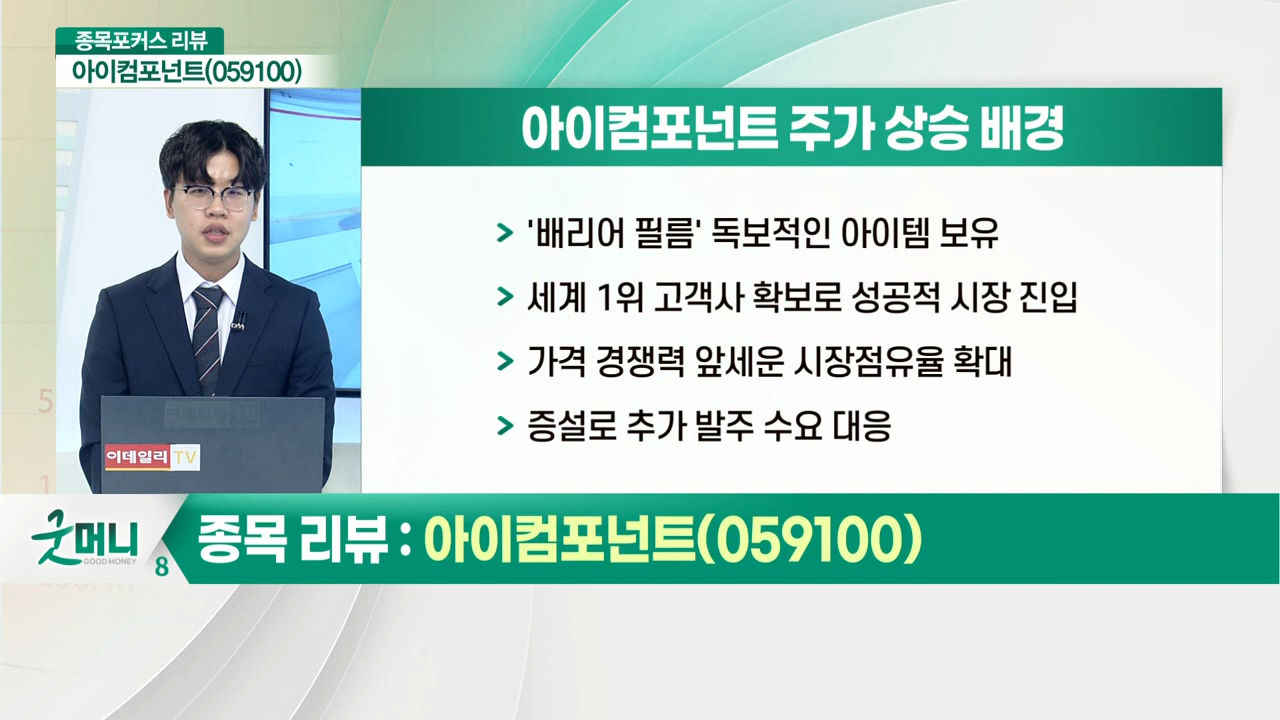 종목포커스 리뷰
아이컴포넌트(059100)
아이컴포넌트 주가 상승 배경
'배리어 필름' 독보적인 아이템 보유
세계 1위 고객사 확보로 성공적 시장 진입
가격 경쟁력 앞세운 시장점유율 확대
증설로 추가 발주 수요 대응
이데일리TV
이데일리 TV
굿머니
GOOD MONEY
8
종목 리뷰 : 아이컴포넌트(059100)